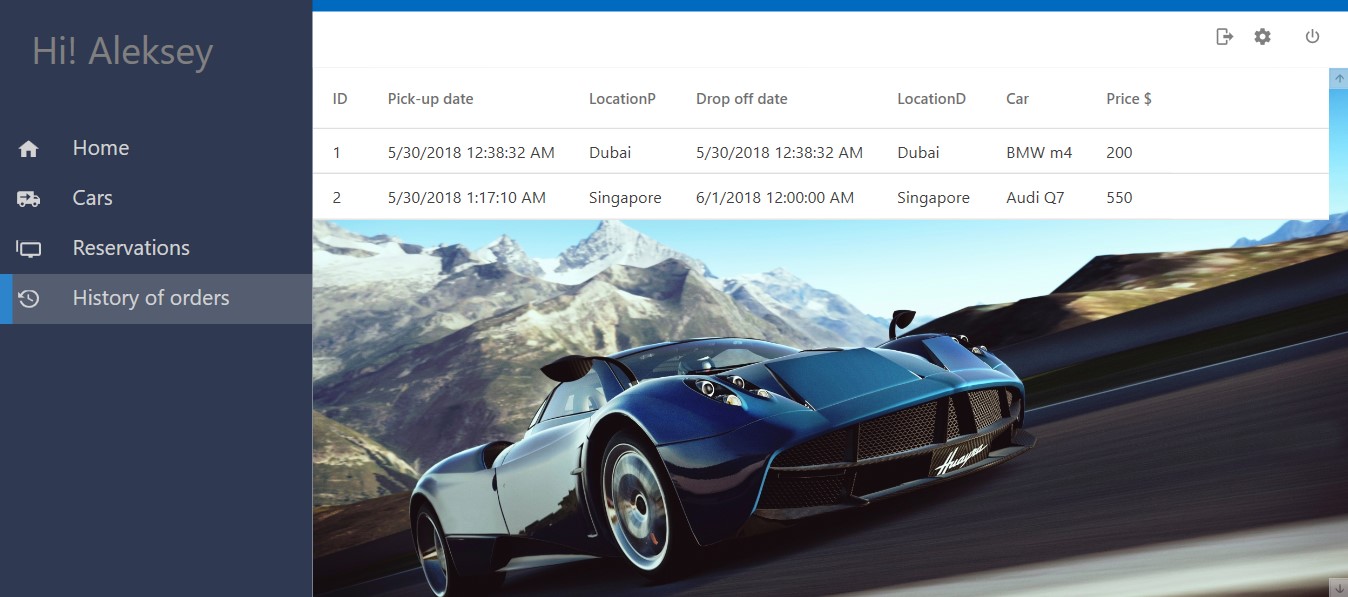 Hi! Aleksey
Home
Cars
Reservations
History of orders
ID Pick-up date LocationP Drop off date LocationD Car Price $
1 5/30/2018 12:38:32 AM Dubai 5/30/2018 12:38:32 AM Dubai BMW m4 200
2 5/30/2018 1:17:10 AM Singapore 6/1/2018 12:00:00 AM Singapore Audi Q7 550
Huayra